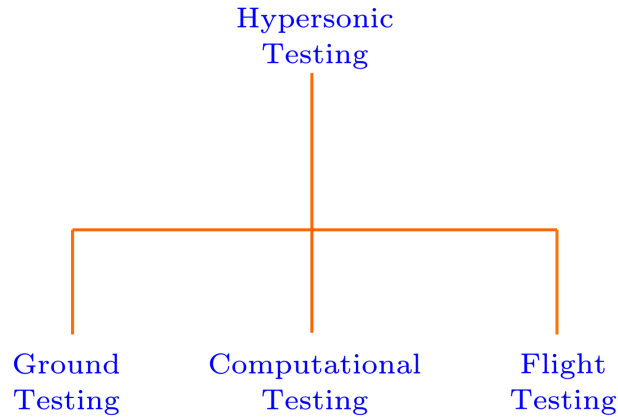 Hypersonic
Testing
Ground
Testing
Computational
Testing
Flight
Testing